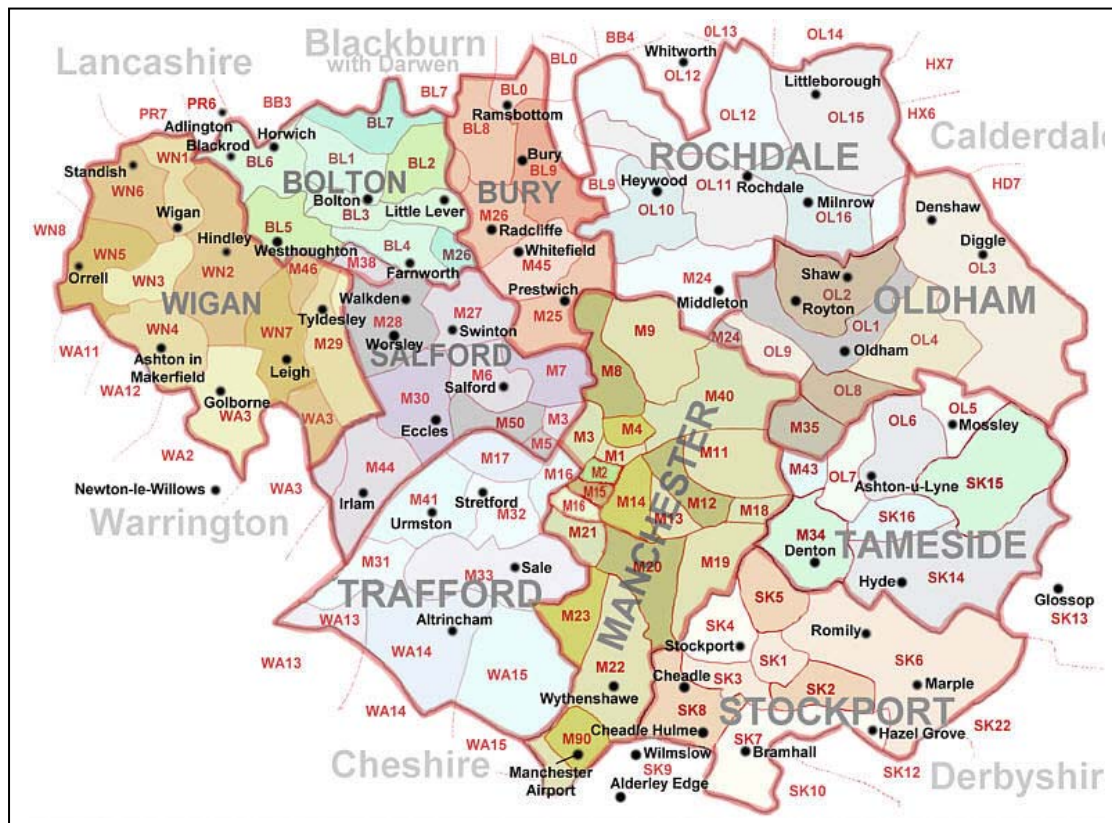 Lancashire
Blackburn
with Darwen
BB4
0L13
OL14
Whitworth
OL12
HX7
HX6
Calderdale
HD7
PR7
PR6
Adlington
Blackrod
BB3
BL7
BL0
Horwich
BL6
BL7
BL1
BL2
BOLTON
Bolton
BL3
Little Lever
BL5
Westhoughton
BL4
Farnworth
M26
M38
BL0
Ramsbottom
BL8
Bury
BL9
BURY
M26
Radcliffe
Whitefield
M45
Prestwich
M25
Littleborough
OL15
OL12
ROCHDALE
BL9
Heywood
OL11
Rochdale
OL10
Milnrow
OL16
M24
Middleton
Denshaw
Diggle
OL3
Shaw
OL2
Royton
OLDHAM
OL1
Oldham
M24
OL9
OL4
OL8
M35
Standish
WN1
WN6
Wigan
WN8
WN5
Orrell
Hindley
WN3
WN2
M46
WIGAN
Tyldesley
WN4
WN7
M29
Ashton in
Makerfield
Leigh
WA11
WA12
Golborne
WA3
WA3
WA2
Newton-le-Willows
WA3
Warrington
Walkden
M27
M28
Swinton
Worsley
SALFORD
M6
Salford
M7
M30
Eccles
M50
M3
M5
M44
Irlam
M9
M8
M40
M4
M3
M1
M11
M2
M15
M16
M16
M14
M12
M13
M18
M21
M20
M19
MANCHESTER
M23
M22
Wythenshawe
M90
Manchester
Airport
M17
M41
Stretford
Urmston
M32
M31
M33
Sale
TRAFFORD
WA13
Altrincham
WA13
WA14
WA15
WA14
WA15
Cheshire
OL5
Mossley
OL6
M43
OL7
Ashton-u-Lyne
SK15
SK16
M34
Denton
TAMESIDE
Hyde
SK14
Glossop
SK13
SK5
SK4
Stockport
Romily
SK1
SK6
Cheadle
SK3
SK2
Marple
SK8
STOCKPORT
Cheadle Hulme
Hazel Grove
SK22
SK7
Bramhall
Wilmslow
SK9
Alderley Edge
SK12
SK10
Derbyshir